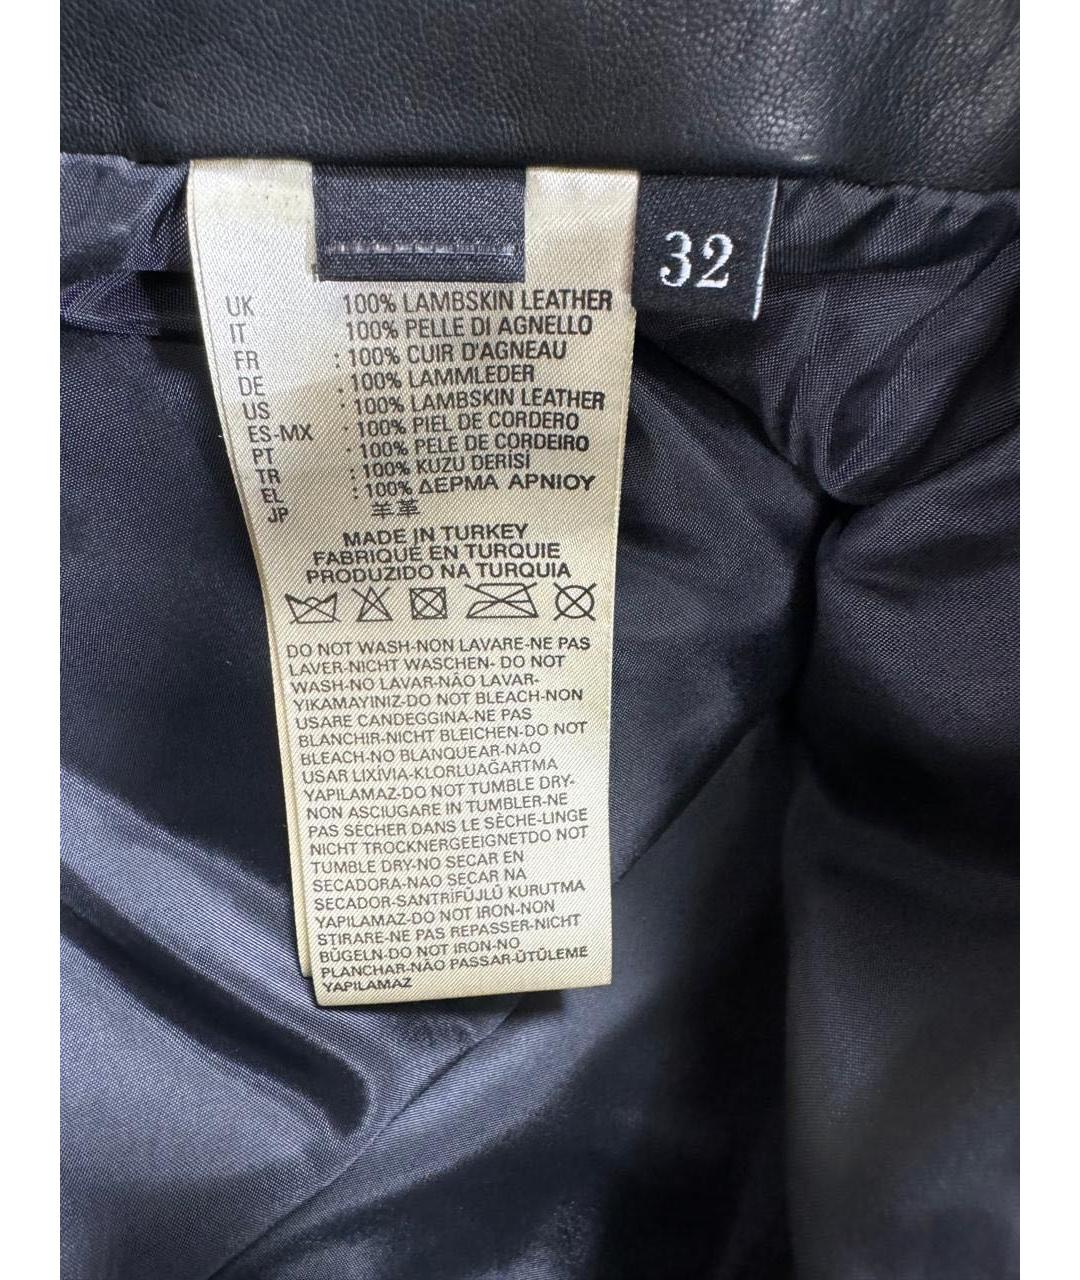 32
UK 100% LAMBSKIN LEATHER
IT 100% PELLE DI AGNELLO
FR : 100% CUIR D'AGNEAU
DE : 100% LAMMLEDER
US : 100% LAMBSKIN LEATHER
ES-MX : 100% PIEL DE CORDERO
PT : 100% PELE DE CORDEIRO
TR : 100% KUZU DERİSİ
EL : 100% ΔΕΡΜΑ ΑΡΝΙΟΥ
JP 羊革
MADE IN TURKEY
FABRIQUE EN TURQUIE
PRODUZIDO NA TURQUIA
DO NOT WASH-NON LAVARE-NE PAS
LAVER-NICHT WASCHEN- DO NOT
WASH-NO LAVAR-NÃO LAVAR-
YIKAMAYINIZ-DO NOT BLEACH-NON
USARE CANDEGGINA-NE PAS
BLANCHIR-NICHT BLEICHEN-DO NOT
BLEACH-NO BLANQUEAR-NAO
USAR LIXÍVIA-KLORLUAĞARTMA
YAPILAMAZ-DO NOT TUMBLE DRY-
NON ASCIUGARE IN TUMBLER-NE
PAS SÈCHER DANS LE SÈCHE-LINGE
NICHT TROCKNERGEEIGNETDO NOT
TUMBLE DRY-NO SECAR EN
SECADORA-NAO SECAR NA
SECADOR-SANTRİFÜJLÜ KURUTMA
YAPILAMAZ-DO NOT IRON-NON
STIRARE-NE PAS REPASSER-NICHT
BÜGELN-DO NOT IRON-NO
PLANCHAR-NÃO PASSAR-ÜTÜLEME
YAPILAMAZ